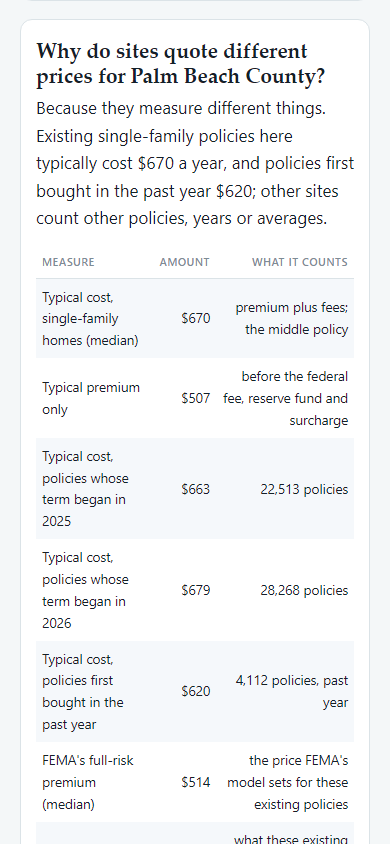 Why do sites quote different
prices for Palm Beach County?
Because they measure different things.
Existing single-family policies here
typically cost $670 a year, and policies first
bought in the past year $620; other sites
count other policies, years or averages.
MEASURE AMOUNT WHAT IT COUNTS
Typical cost,
single-family
homes (median)
$670
premium plus fees;
the middle policy
Typical premium
only
$507
before the federal
fee, reserve fund and
surcharge
Typical cost,
policies whose
term began in
2025
$663
22,513 policies
Typical cost,
policies whose
term began in
2026
$679
28,268 policies
Typical cost,
policies first
bought in the
past year
$620
4,112 policies, past
year
FEMA's full-risk
premium
(median)
$514
the price FEMA's
model sets for these
existing policies
what these existing